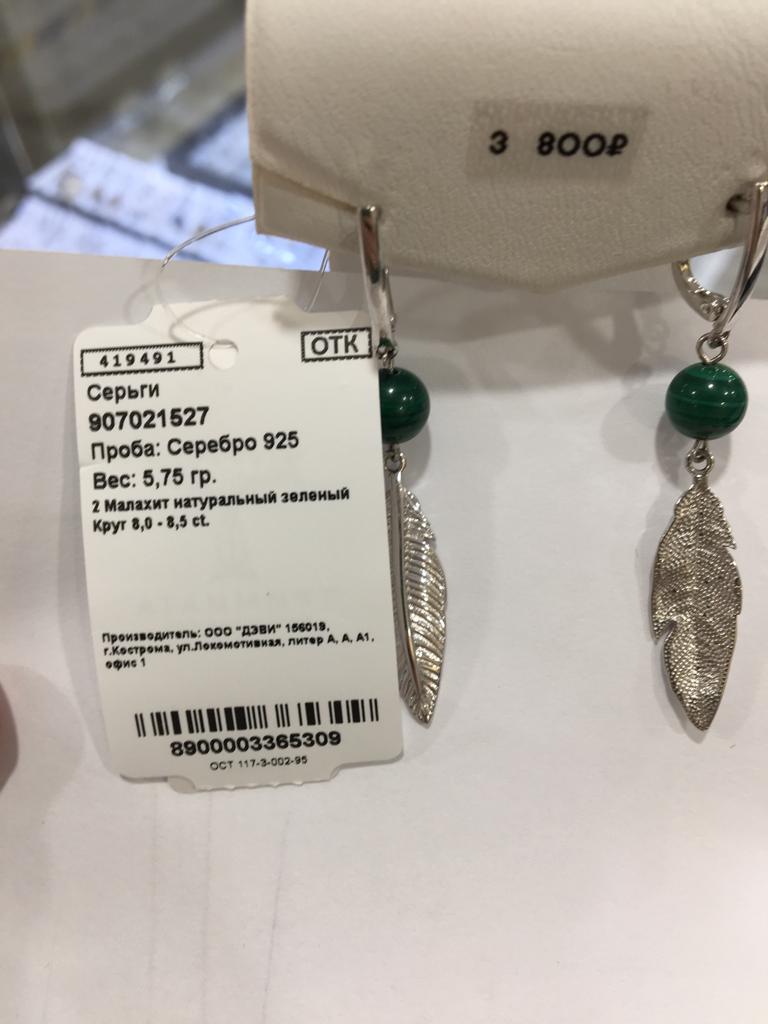 3 800₽
419491
ОТК
Серьги
907021527
Проба: Серебро 925
Вес: 5,75 гр.
2 Малахит натуральный зеленый
Круг 8,0 - 8,5 ct.
Производитель: ООО "ДЭВИ" 156019,
г.Кострома, ул.Локомотивная, литер А, А, А1,
офис 1
8900003365309
ОСТ 117-3-002-95